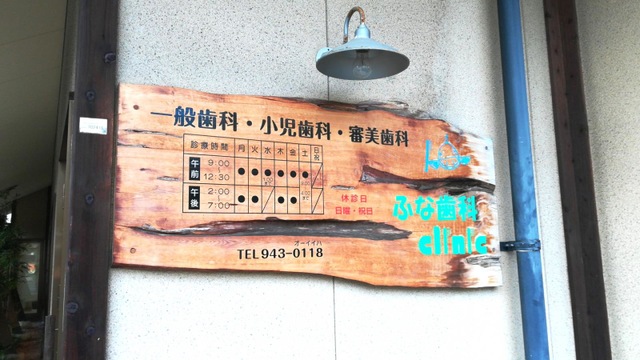 一般歯科・小児歯科・審美歯科
診療時間 月 火 水 木 金 土 日祝
午前 9:00 12:30 ● ● ● ● ● ●
午後 2:00 7:00 ● ● ● ●
休診日
日曜・祝日
ふな歯科
clinic
オーイイハ
TEL 943-0118